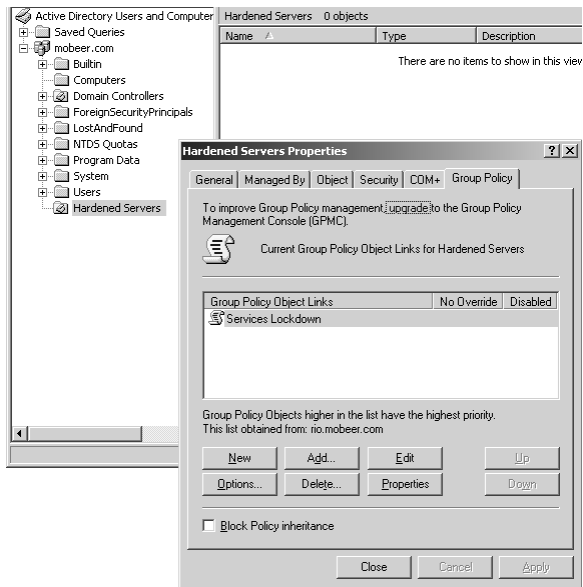 Active Directory Users and Computer
Saved Queries
mobeer.com
Builtin
Computers
Domain Controllers
ForeignSecurityPrincipals
LostAndFound
NTDS Quotas
Program Data
System
Users
Hardened Servers
Hardened Servers 0 objects
Name Type Description
There are no items to show in this view
Hardened Servers Properties
General Managed By Object Security COM+ Group Policy
To improve Group Policy management, upgrade to the Group Policy
Management Console (GPMC).
Current Group Policy Object Links for Hardened Servers
Group Policy Object Links No Override Disabled
Services Lockdown
Group Policy Objects higher in the list have the highest priority.
This list obtained from: rio.mobeer.com
New Add... Edit Up
Options... Delete... Properties Down
Block Policy inheritance
Close Cancel Apply